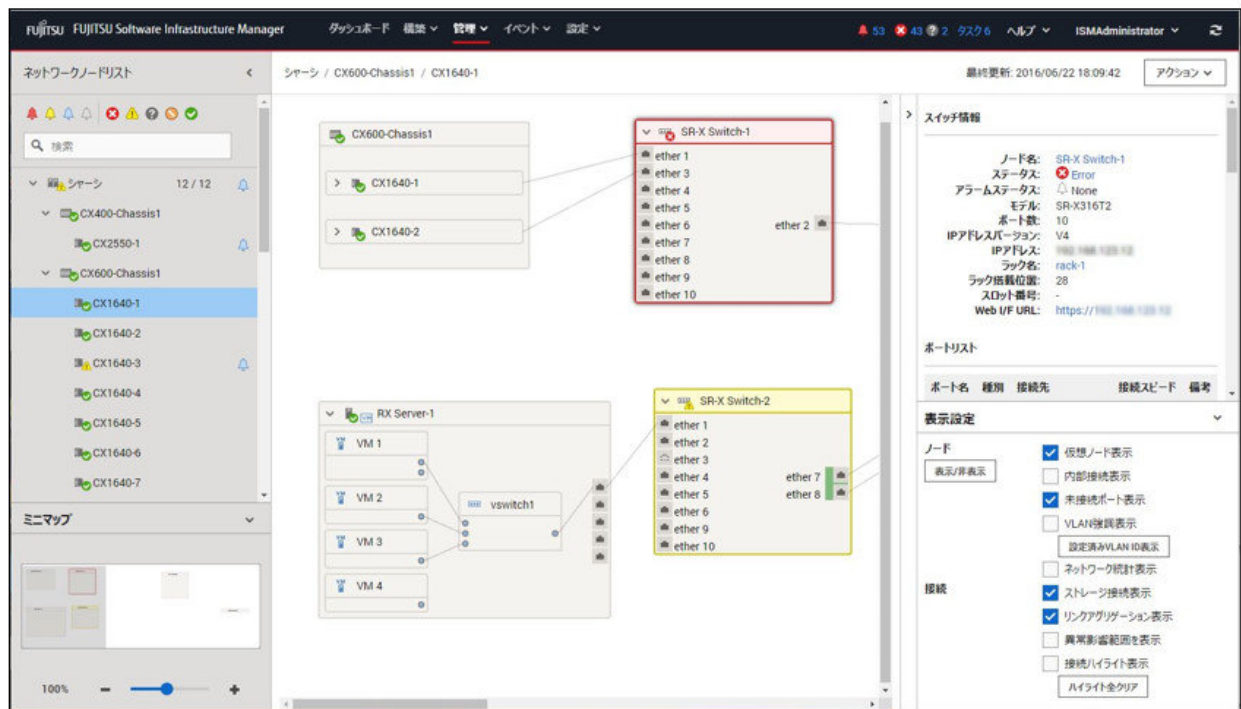 FUJITSU FUJITSU Software Infrastructure Manager ダッシュボード 構築 管理 イベント 設定 53 43 2 タスク 6 ヘルプ ISMAdministrator
ネットワークノードリスト
検索
シャーシ 12 / 12
CX400-Chassis1
CX2550-1
CX600-Chassis1
CX1640-1
CX1640-2
CX1640-3
CX1640-4
CX1640-5
CX1640-6
CX1640-7
ミニマップ
100%
シャーシ / CX600-Chassis1 / CX1640-1
最終更新: 2016/06/22 18:09:42 アクション
CX600-Chassis1
CX1640-1
CX1640-2
SR-X Switch-1
ether 1
ether 3
ether 4
ether 5
ether 6
ether 7
ether 8
ether 9
ether 10
ether 2
RX Server-1
VM 1
VM 2
VM 3
VM 4
vswitch1
SR-X Switch-2
ether 1
ether 2
ether 3
ether 4
ether 5
ether 6
ether 9
ether 10
ether 7
ether 8
スイッチ情報
ノード名: SR-X Switch-1
ステータス: Error
アラームステータス: None
モデル: SR-X316T2
ポート数: 10
IPアドレスバージョン: V4
IPアドレス:
ラック名: rack-1
ラック搭載位置: 28
スロット番号: -
Web I/F URL: https://
ポートリスト
ポート名 種別 接続先 接続スピード 備考
表示設定
ノード
表示/非表示
仮想ノード表示
内部接続表示
未接続ポート表示
VLAN強調表示
設定済みVLAN ID表示
ネットワーク統計表示
接続
ストレージ接続表示
リンクアグリゲーション表示
異常影響範囲を表示
接続ハイライト表示
ハイライト全クリア